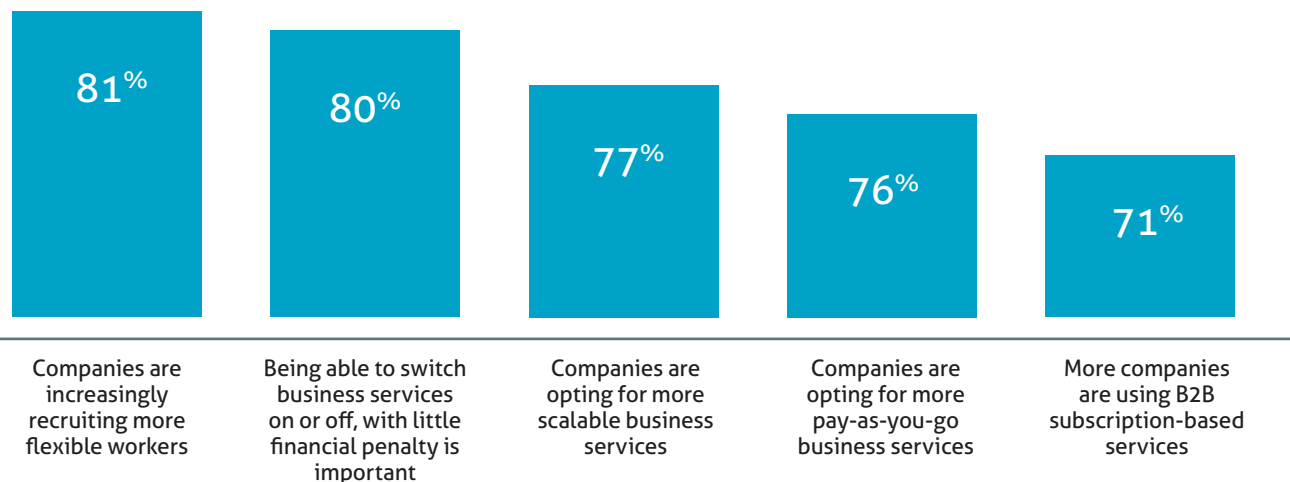 81%
80%
77%
76%
71%
Companies are
increasingly
recruiting more
flexible workers
Being able to switch
business services
on or off, with little
financial penalty is
important
Companies are
opting for more
scalable business
services
Companies are
opting for more
pay-as-you-go
business services
More companies
are using B2B
subscription-based
services